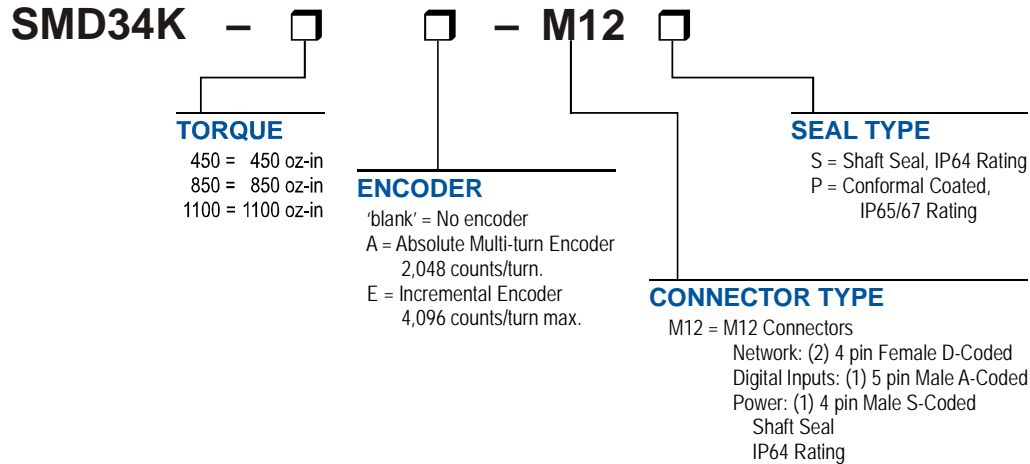 SMD34K – – M12
TORQUE
450 = 450 oz-in
850 = 850 oz-in
1100 = 1100 oz-in
ENCODER
'blank' = No encoder
A = Absolute Multi-turn Encoder
2,048 counts/turn.
E = Incremental Encoder
4,096 counts/turn max.
SEAL TYPE
S = Shaft Seal, IP64 Rating
P = Conformal Coated,
IP65/67 Rating
CONNECTOR TYPE
M12 = M12 Connectors
Network: (2) 4 pin Female D-Coded
Digital Inputs: (1) 5 pin Male A-Coded
Power: (1) 4 pin Male S-Coded
Shaft Seal
IP64 Rating